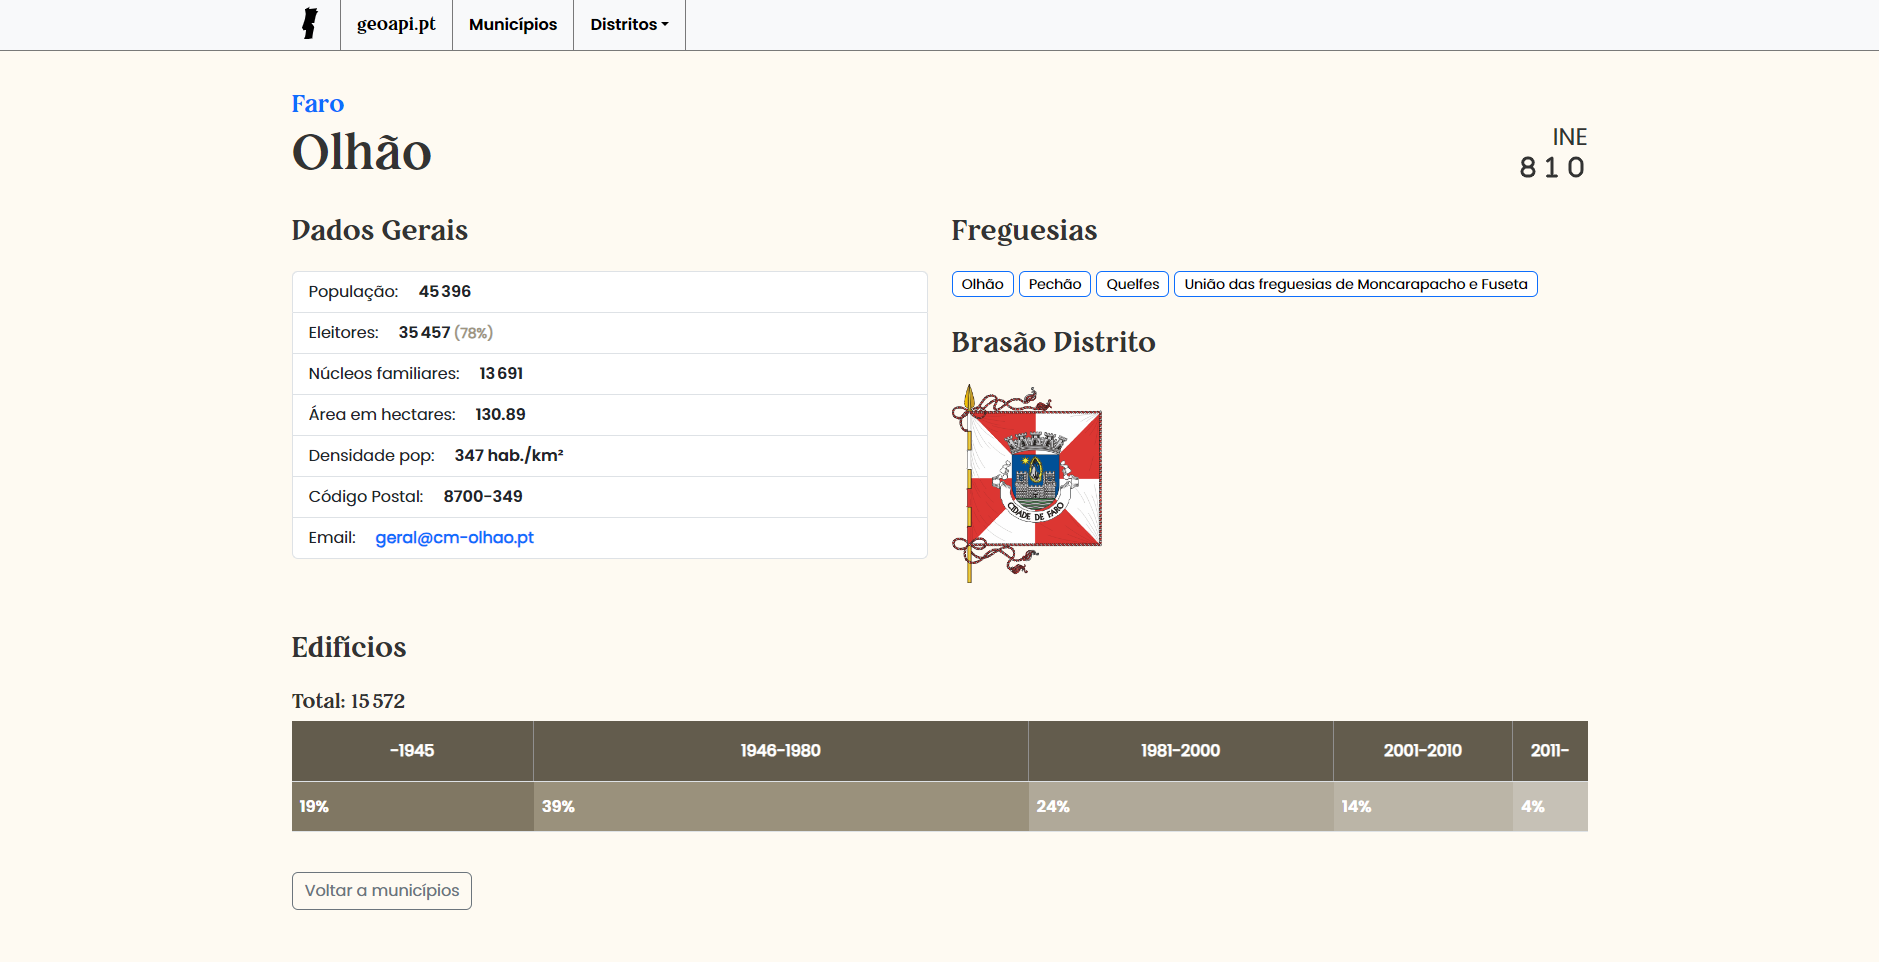 geoapi.pt Municípios Distritos
Faro
Olhão
INE
810
Dados Gerais
População: 45 396
Eleitores: 35 457 (78%)
Núcleos familiares: 13 691
Área em hectares: 130.89
Densidade pop: 347 hab./km²
Código Postal: 8700-349
Email: geral@cm-olhao.pt
Freguesias
Olhão Pechão Quelfes União das freguesias de Moncarapacho e Fuseta
Brasão Distrito
CIDADE DE FARO
Edifícios
Total: 15 572
-1945 1946-1980 1981-2000 2001-2010 2011-
19% 39% 24% 14% 4%
Voltar a municípios